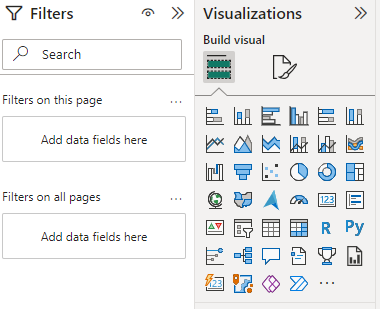 Filters
Search
Filters on this page
...
Add data fields here
Filters on all pages
...
Add data fields here
Visualizations
Build visual
123
R Py
123
...